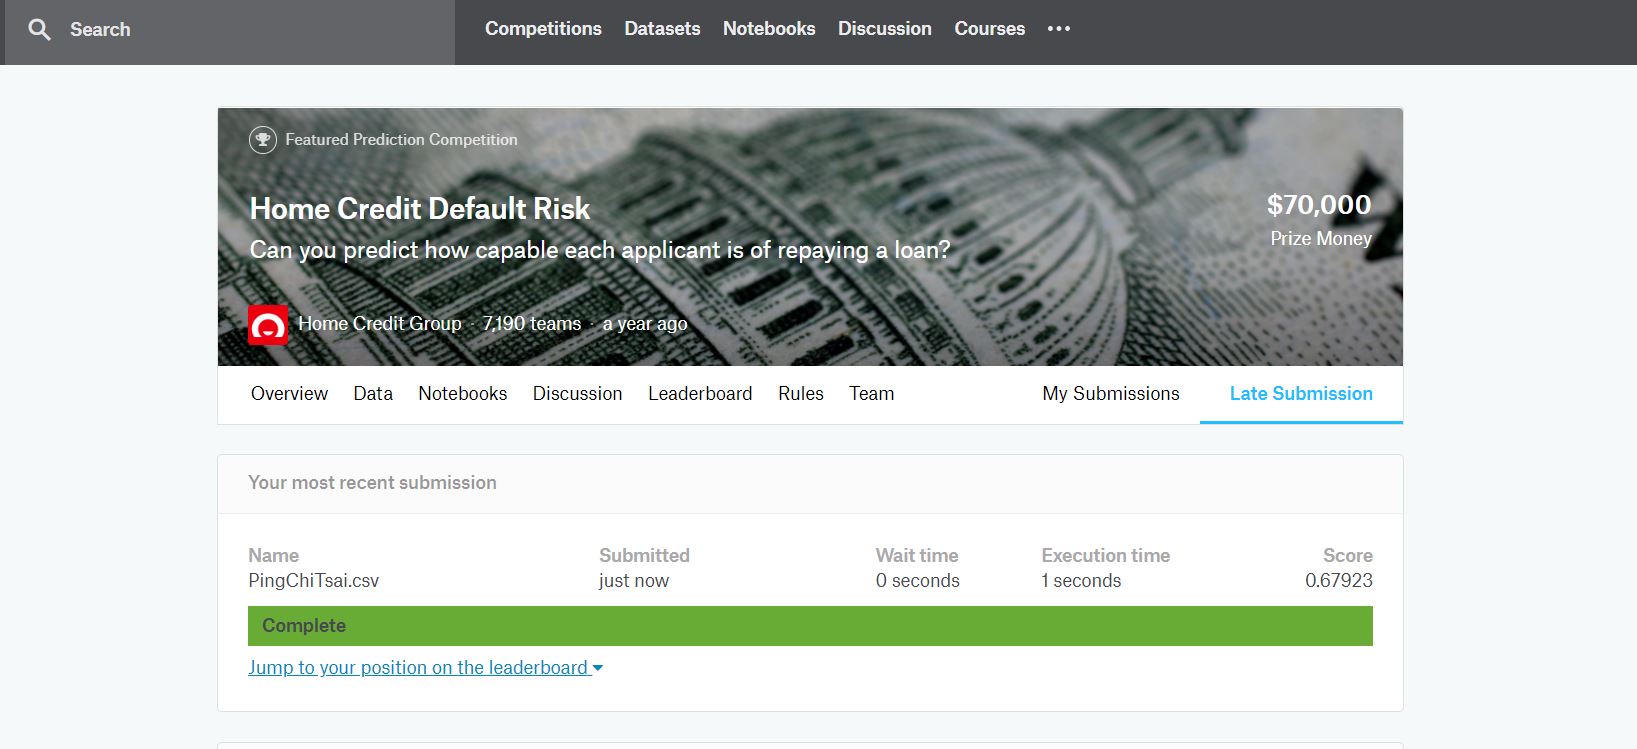 Search
Competitions Datasets Notebooks Discussion Courses •••
Featured Prediction Competition
Home Credit Default Risk
Can you predict how capable each applicant is of repaying a loan?
$70,000
Prize Money
Home Credit Group · 7,190 teams · a year ago
Overview Data Notebooks Discussion Leaderboard Rules Team My Submissions Late Submission
Your most recent submission
Name Submitted Wait time Execution time Score
PingChiTsai.csv just now 0 seconds 1 seconds 0.67923
Complete
Jump to your position on the leaderboard